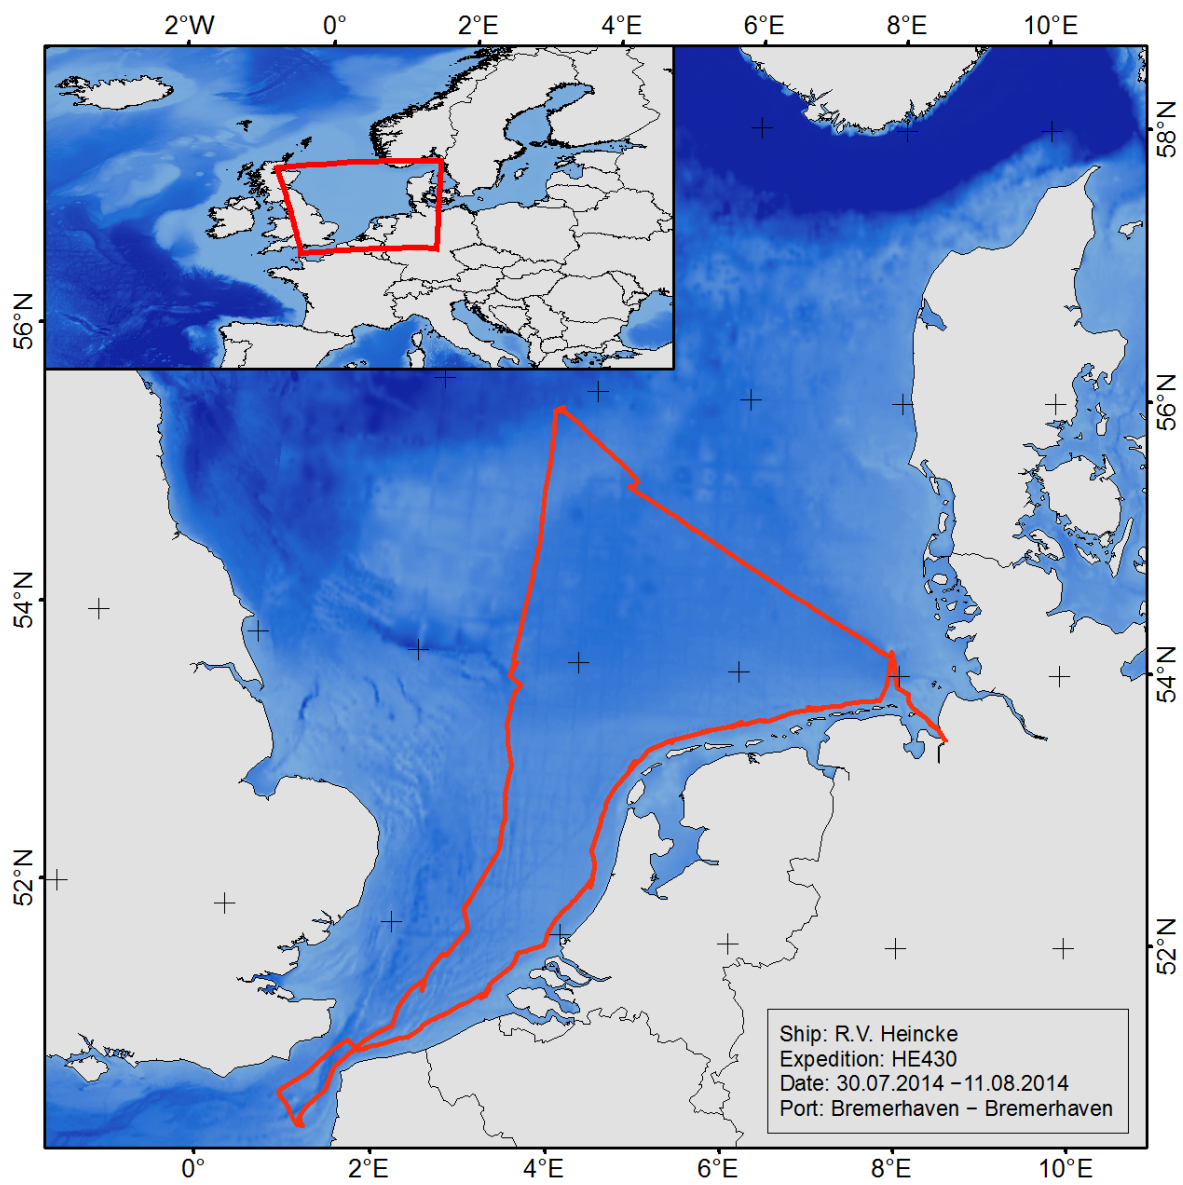 2°W 0° 2°E 4°E 6°E 8°E 10°E
58°N
56°N
56°N
54°N
54°N
52°N
52°N
Ship: R.V. Heincke
Expedition: HE430
Date: 30.07.2014 −11.08.2014
Port: Bremerhaven − Bremerhaven
0° 2°E 4°E 6°E 8°E 10°E